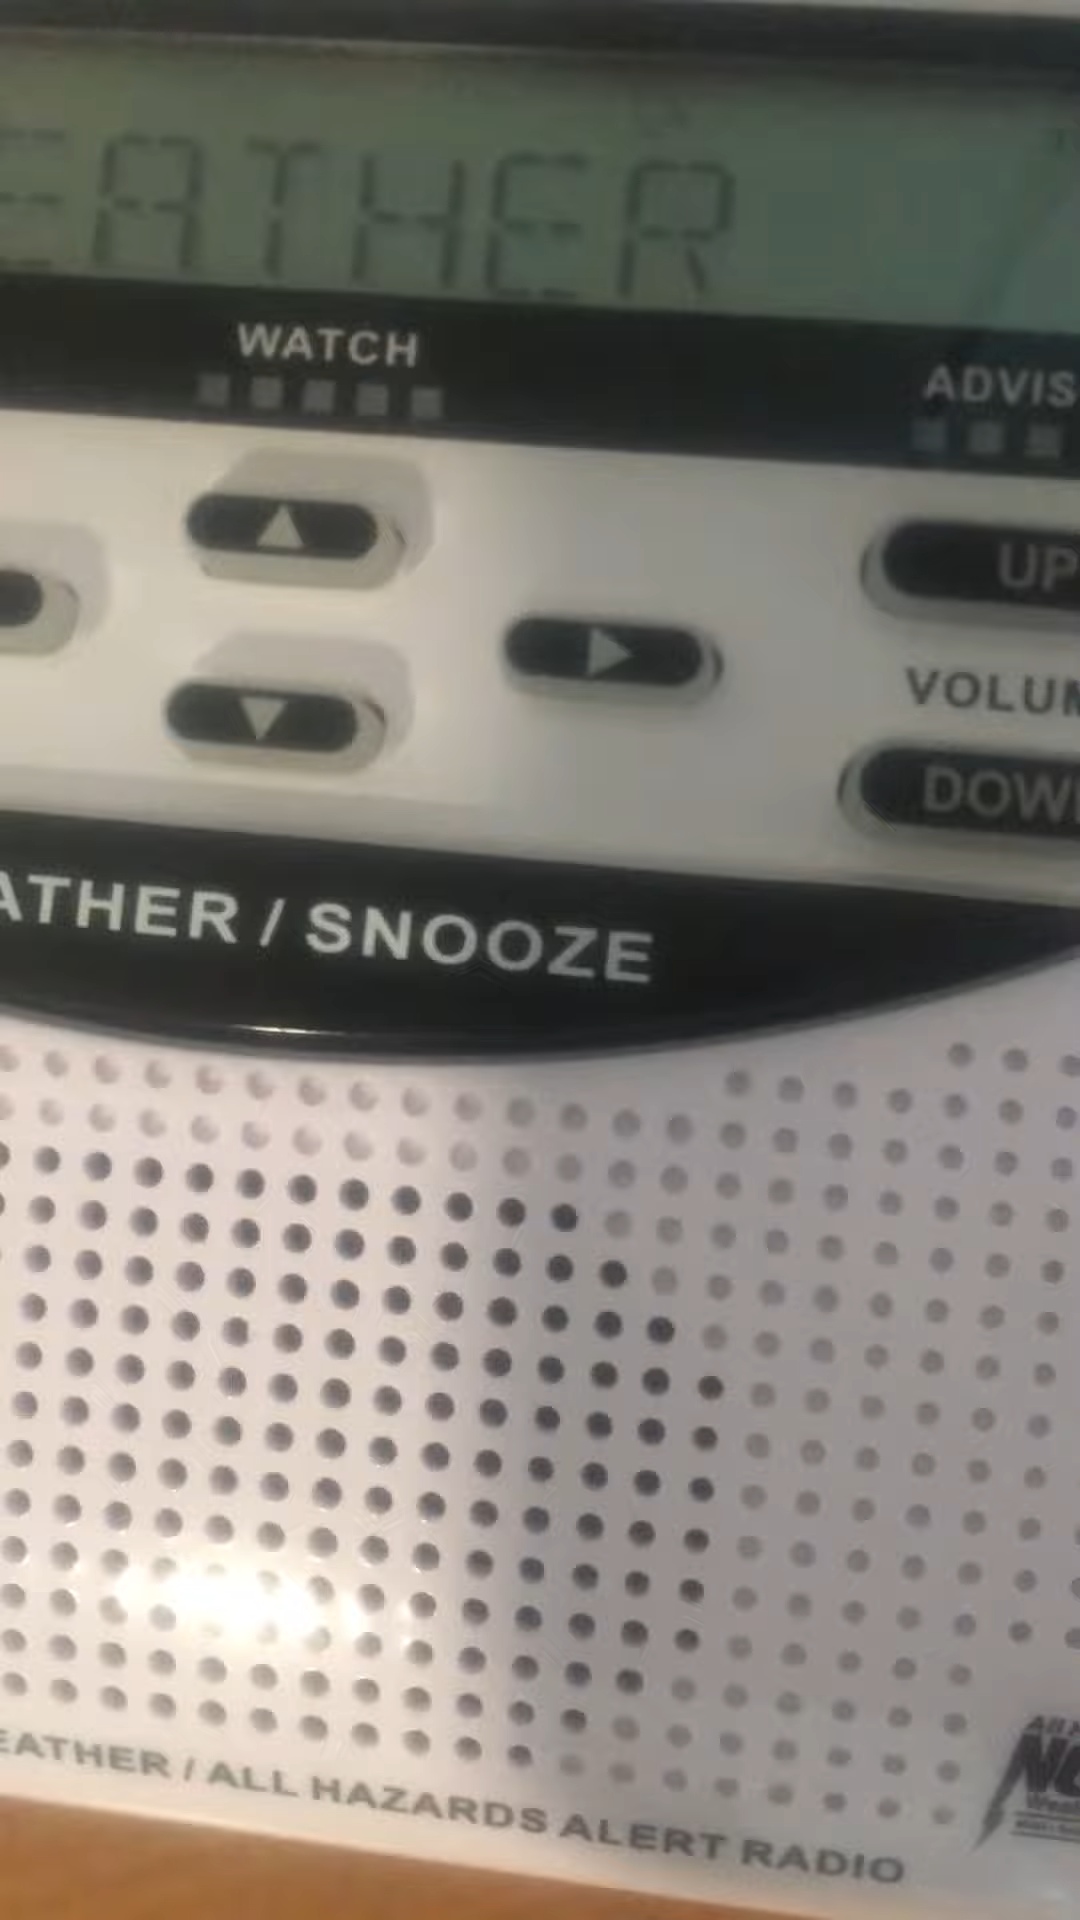 EATHER
WATCH
ADVIS
UP
VOLUM
DOWN
ATHER / SNOOZE
EATHER / ALL HAZARDS ALERT RADIO